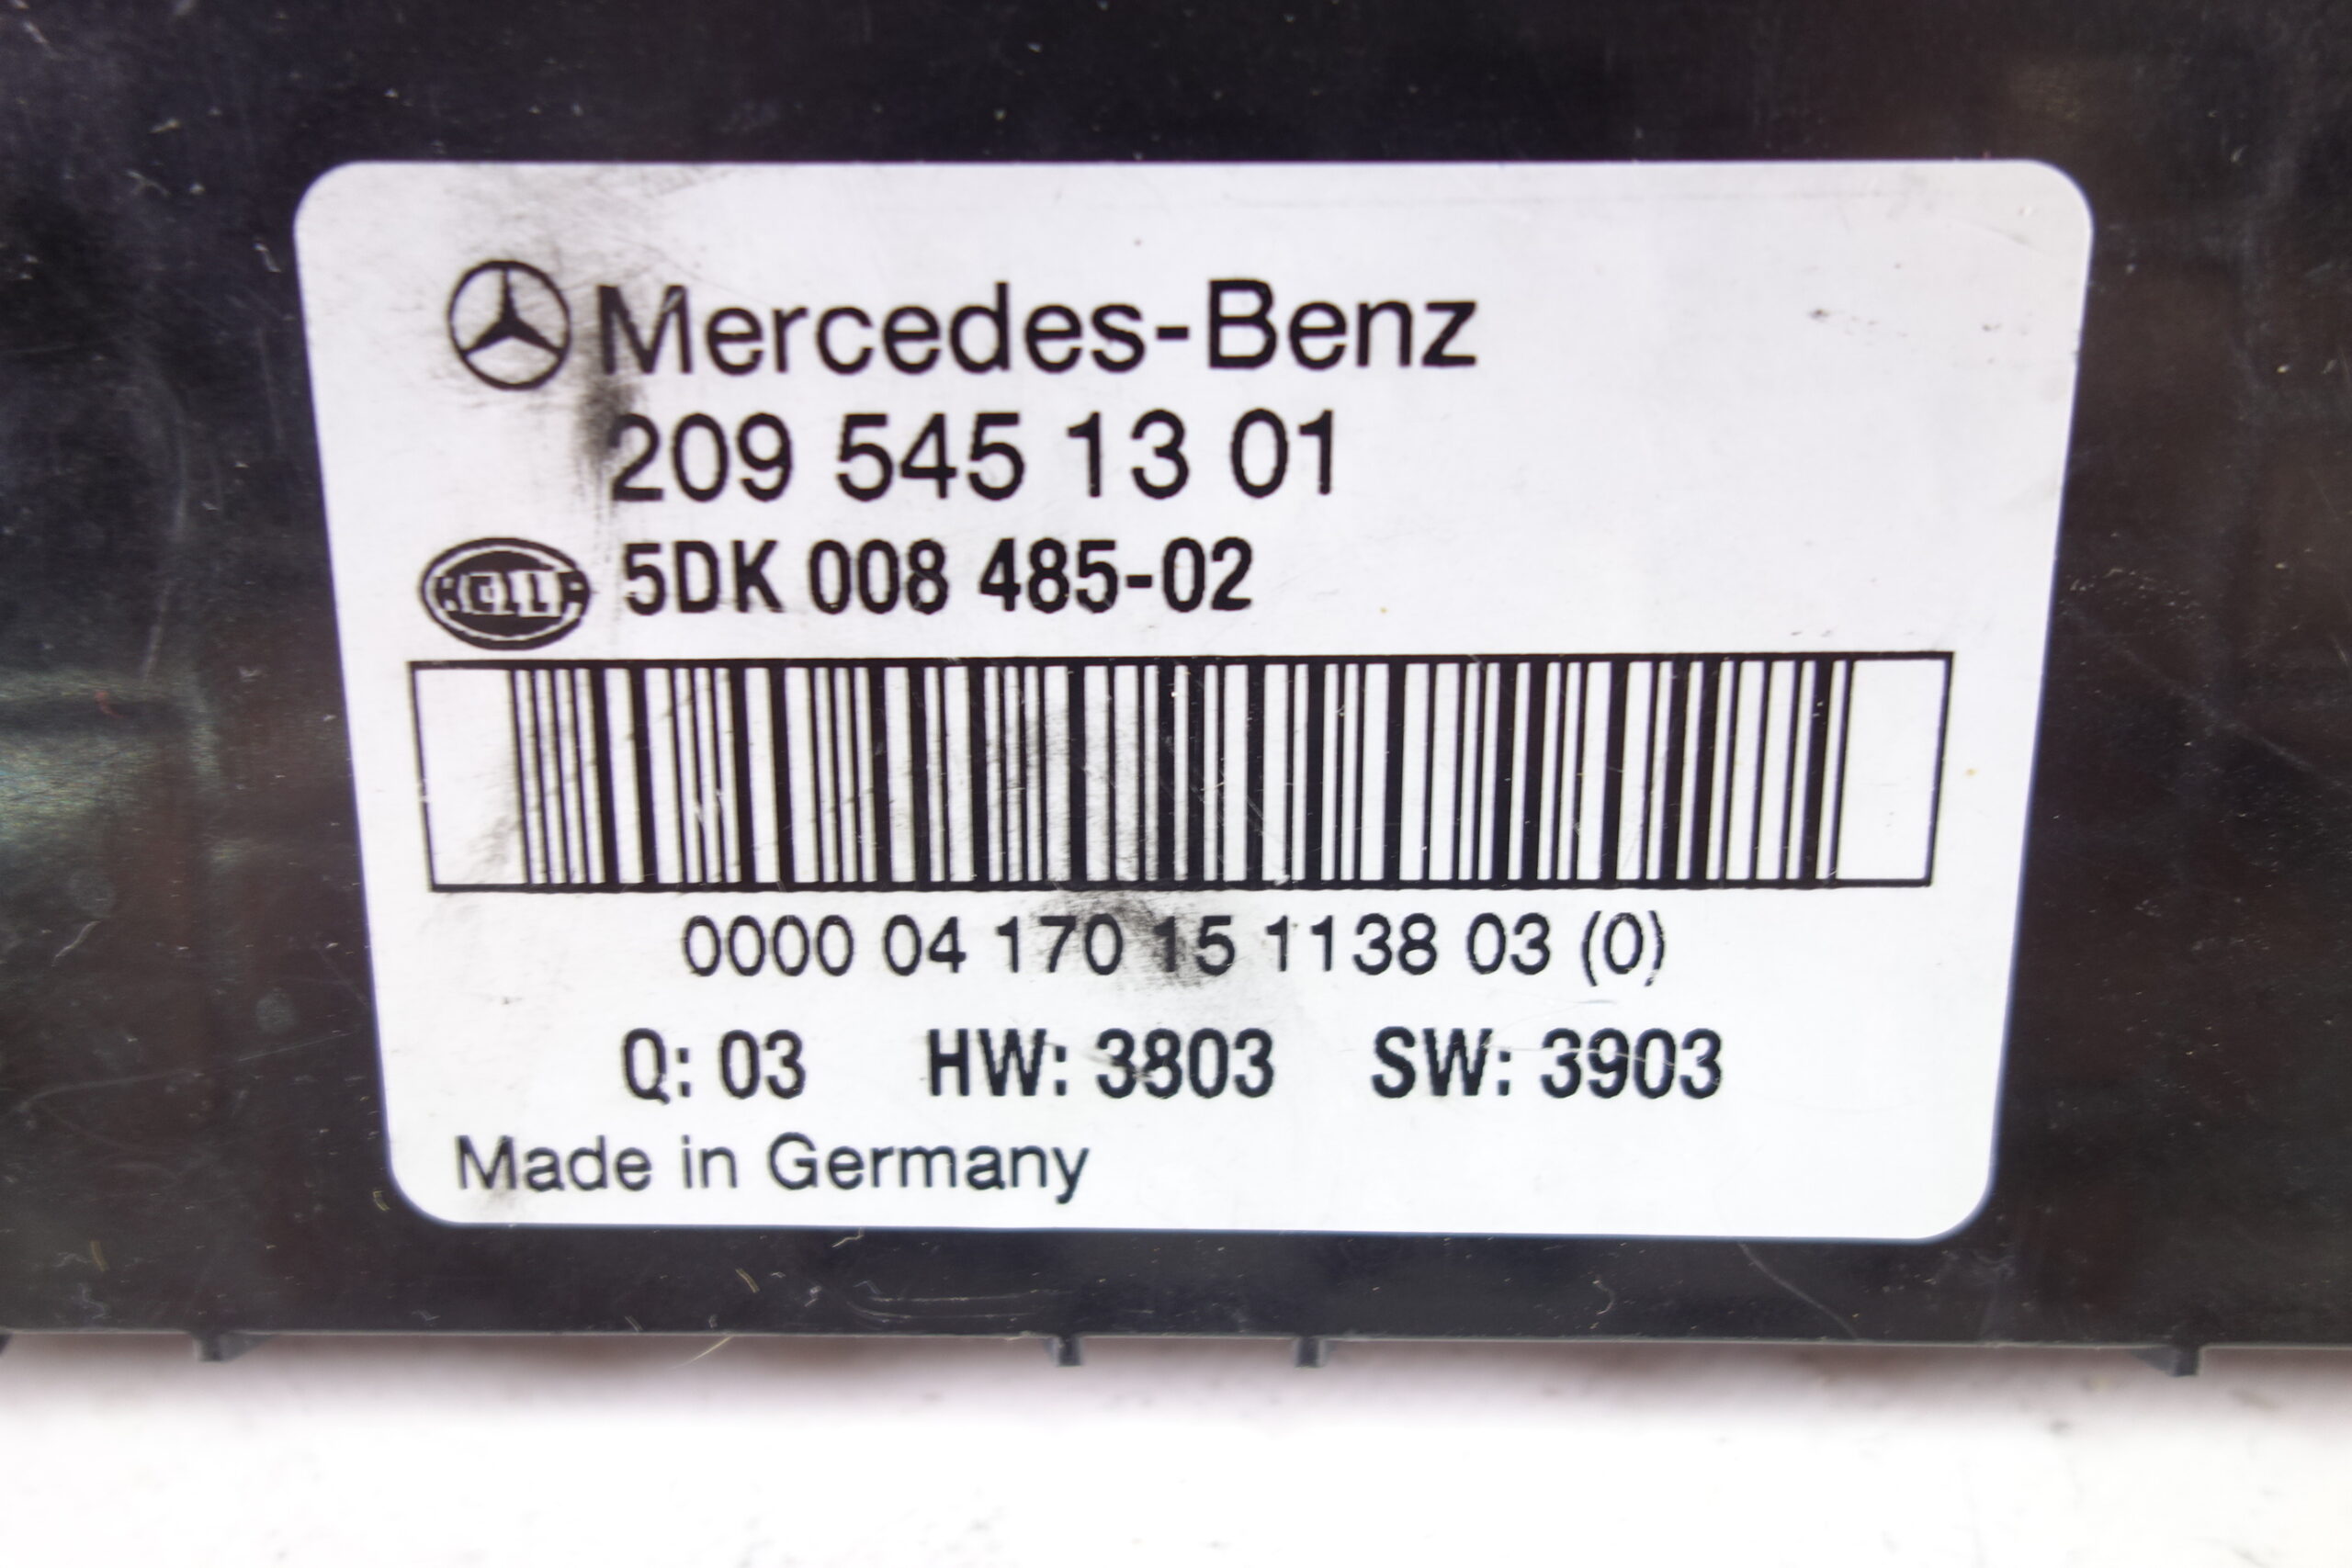 Mercedes-Benz
209 545 13 01
HELLA 5DK 008 485-02
0000 04 170 15 1138 03 (0)
Q: 03 HW: 3803 SW: 3903
Made in Germany